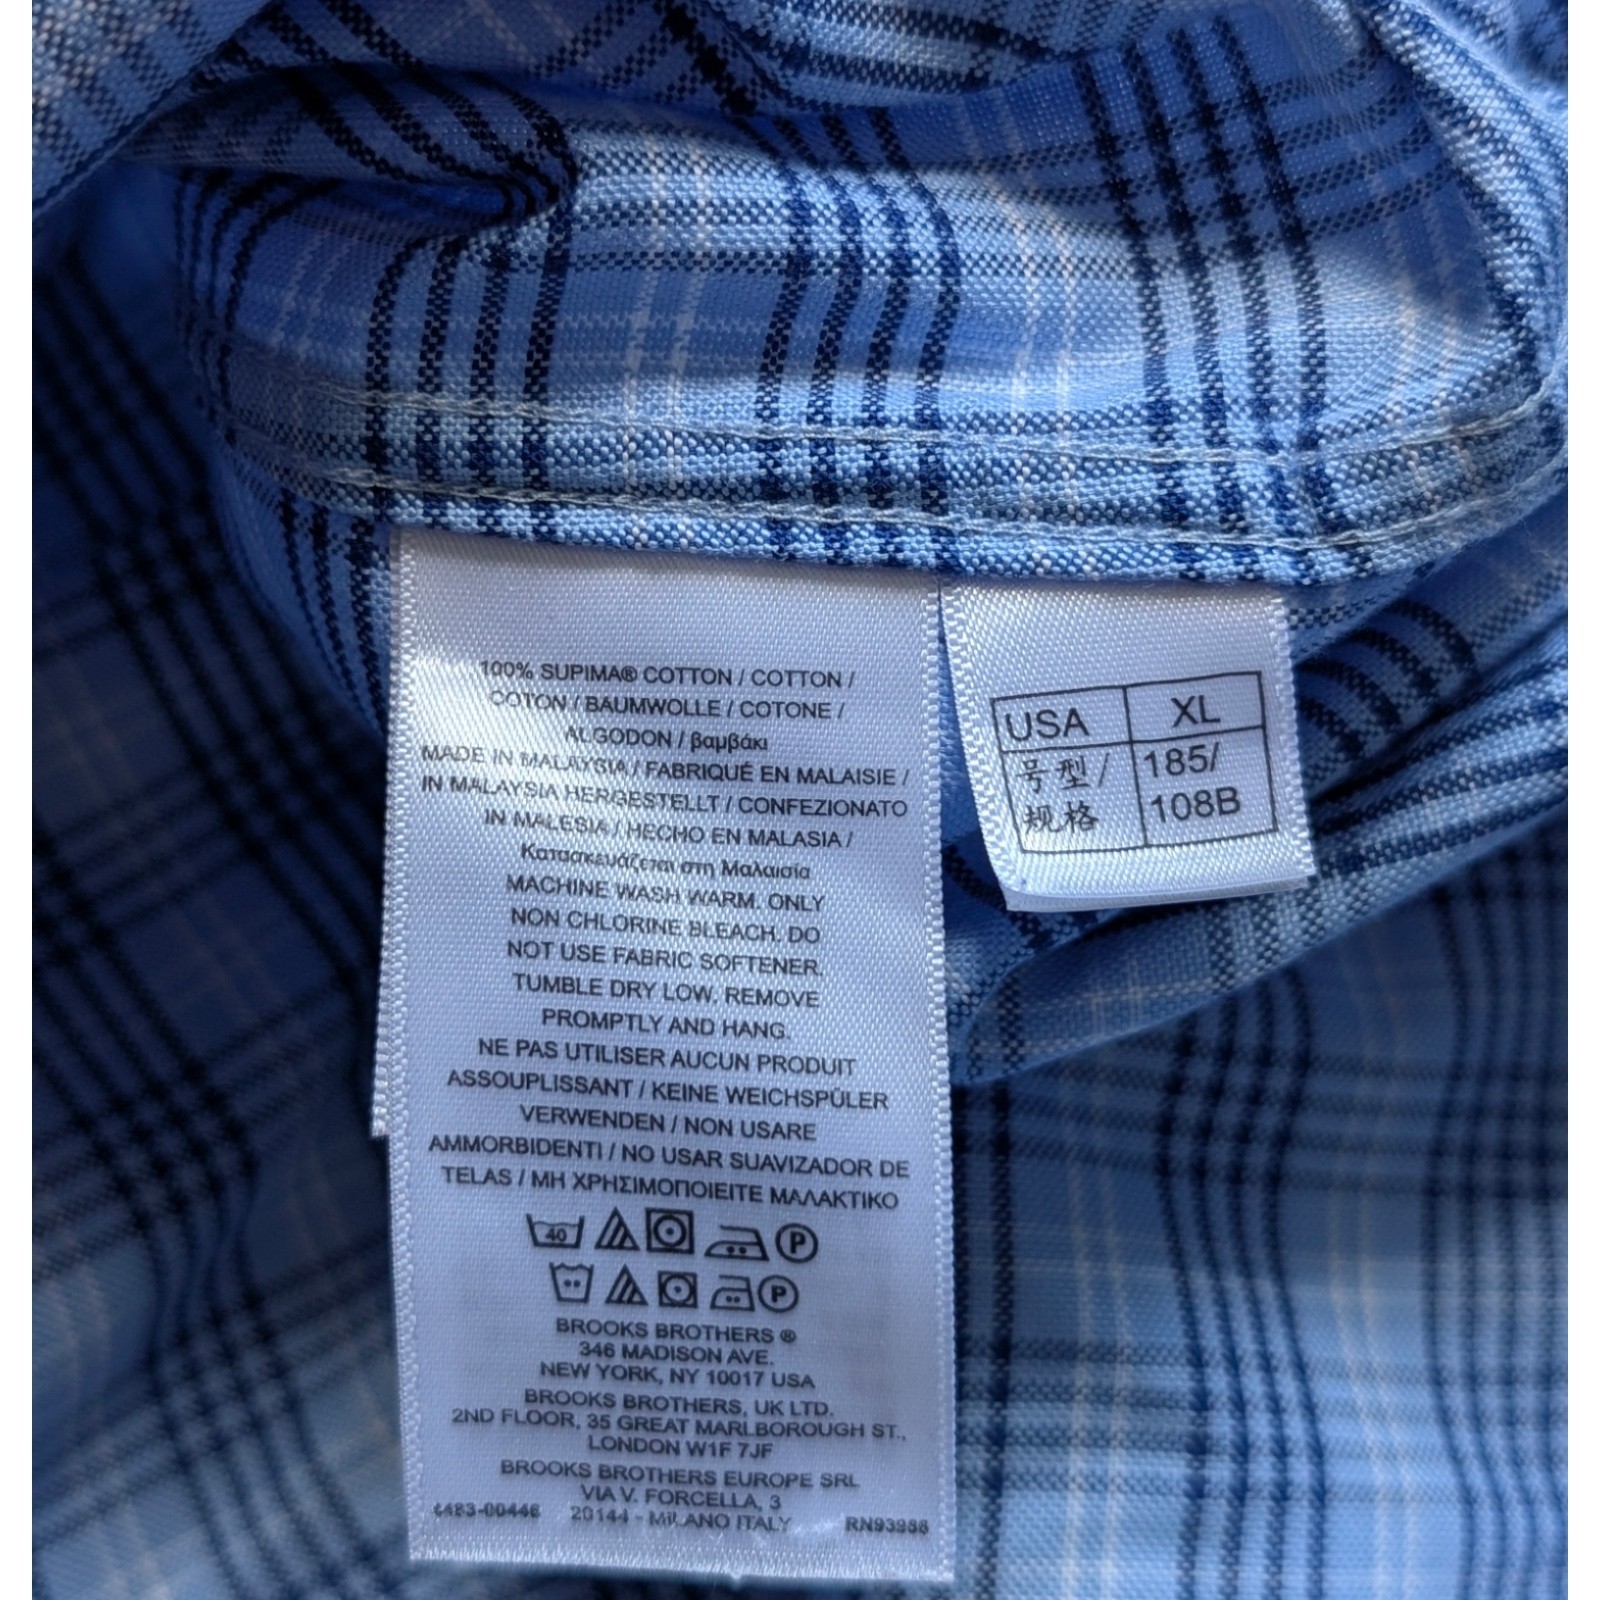 100% SUPIMA® COTTON / COTTON /
COTON / BAUMWOLLE / COTONE /
ALGODON / βαμβάκι
MADE IN MALAYSIA / FABRIQUÉ EN MALAISIE /
IN MALAYSIA HERGESTELLT / CONFEZIONATO
IN MALESIA / HECHO EN MALASIA /
Κατασκευάζεται στη Μαλαισία
MACHINE WASH WARM. ONLY
NON CHLORINE BLEACH. DO
NOT USE FABRIC SOFTENER.
TUMBLE DRY LOW. REMOVE
PROMPTLY AND HANG.
NE PAS UTILISER AUCUN PRODUIT
ASSOUPLISSANT / KEINE WEICHSPÜLER
VERWENDEN / NON USARE
AMMORBIDENTI / NO USAR SUAVIZADOR DE
TELAS / ΜΗ ΧΡΗΣΙΜΟΠΟΙΕΙΤΕ ΜΑΛΑΚΤΙΚΟ
40 P
P
BROOKS BROTHERS ®
346 MADISON AVE.
NEW YORK, NY 10017 USA
BROOKS BROTHERS, UK LTD.
2ND FLOOR, 35 GREAT MARLBOROUGH ST.,
LONDON W1F 7JF
BROOKS BROTHERS EUROPE SRL
VIA V. FORCELLA, 3
20144 - MILANO ITALY
USA XL
号型/ 185/
规格 108B